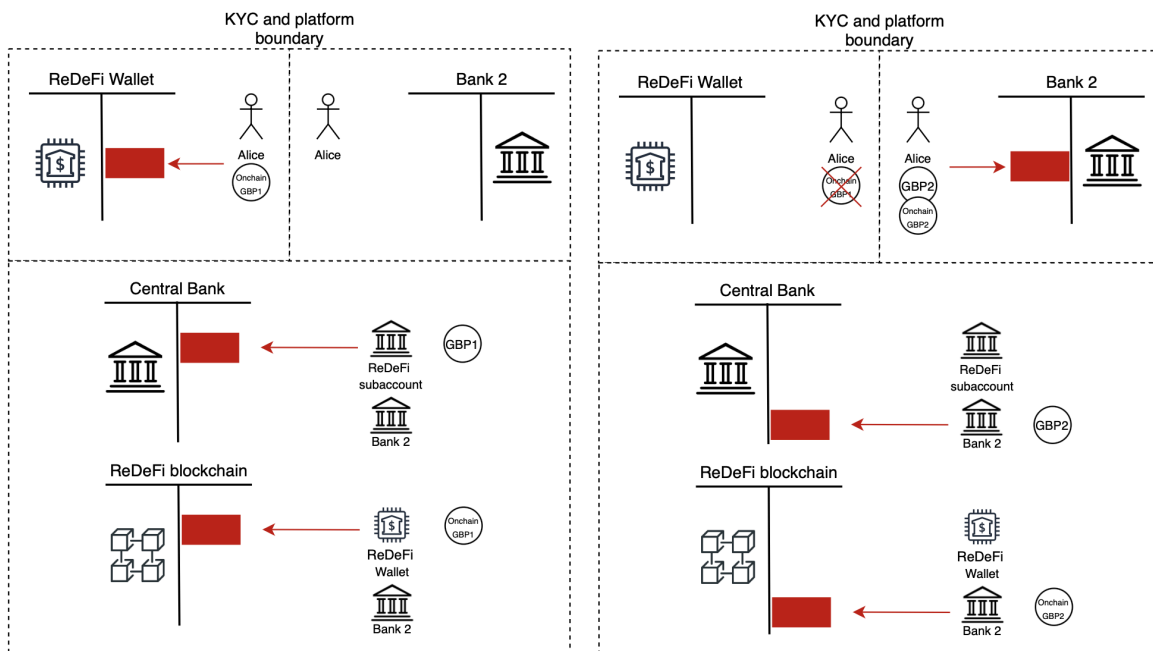 KYC and platform
boundary
ReDeFi Wallet
Bank 2
$
Alice
Onchain
GBP1
Alice
Central Bank
GBP1
ReDeFi
subaccount
Bank 2
ReDeFi blockchain
$
Onchain
GBP1
ReDeFi
Wallet
Bank 2
KYC and platform
boundary
ReDeFi Wallet
Bank 2
$
Alice
Onchain
GBP1
Alice
GBP2
Onchain
GBP2
Central Bank
ReDeFi
subaccount
Bank 2
GBP2
ReDeFi blockchain
$
ReDeFi
Wallet
Bank 2
Onchain
GBP2